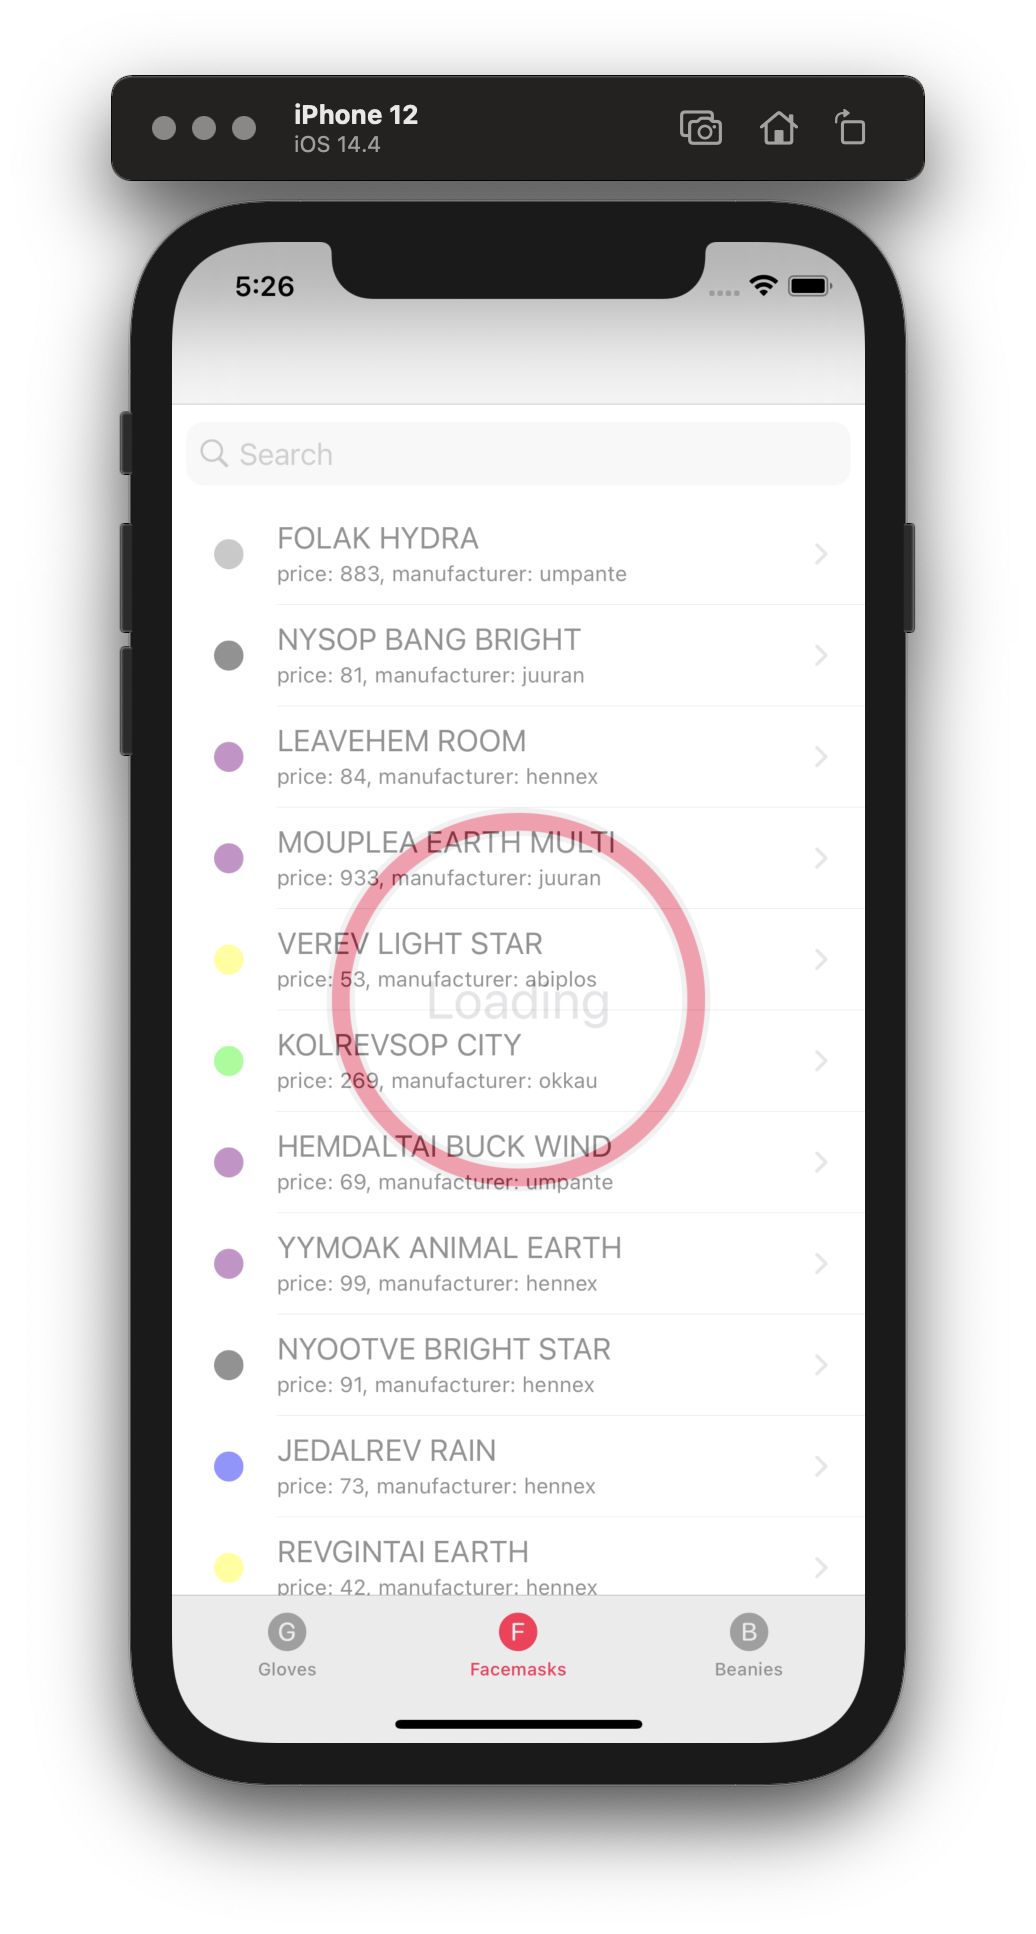 iPhone 12
iOS 14.4
5:26
Search
FOLAK HYDRA
price: 883, manufacturer: umpante
NYSOP BANG BRIGHT
price: 81, manufacturer: juuran
LEAVEHEM ROOM
price: 84, manufacturer: hennex
MOUPLEA EARTH MULTI
price: 933, manufacturer: juuran
VEREV LIGHT STAR
price: 53, manufacturer: abiplos
Loading
KOLREVSOP CITY
price: 269, manufacturer: okkau
HEMDALTAI BUCK WIND
price: 69, manufacturer: umpante
YYMOAK ANIMAL EARTH
price: 99, manufacturer: hennex
NYOOTVE BRIGHT STAR
price: 91, manufacturer: hennex
JEDALREV RAIN
price: 73, manufacturer: hennex
REVGINTAI EARTH
price: 42, manufacturer: hennex
G F B
Gloves Facemasks Beanies